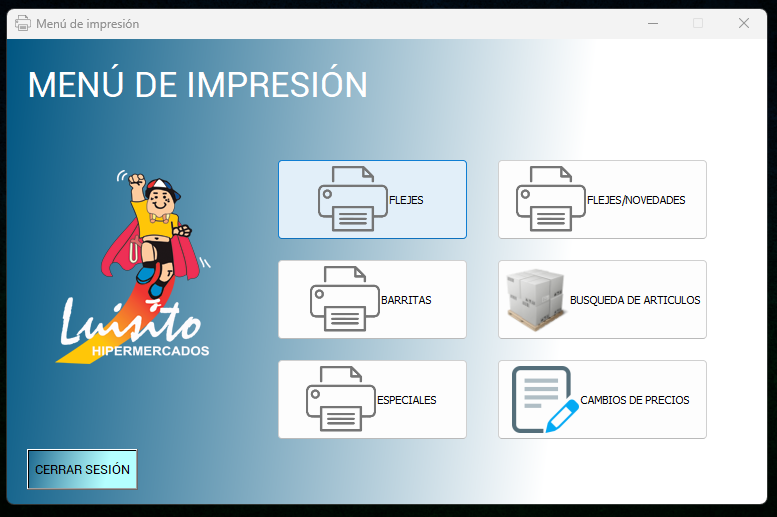 Menú de impresión
MENÚ DE IMPRESIÓN
FLEJES
FLEJES/NOVEDADES
BARRITAS
BUSQUEDA DE ARTICULOS
Luisito
HIPERMERCADOS
ESPECIALES
CAMBIOS DE PRECIOS
CERRAR SESIÓN